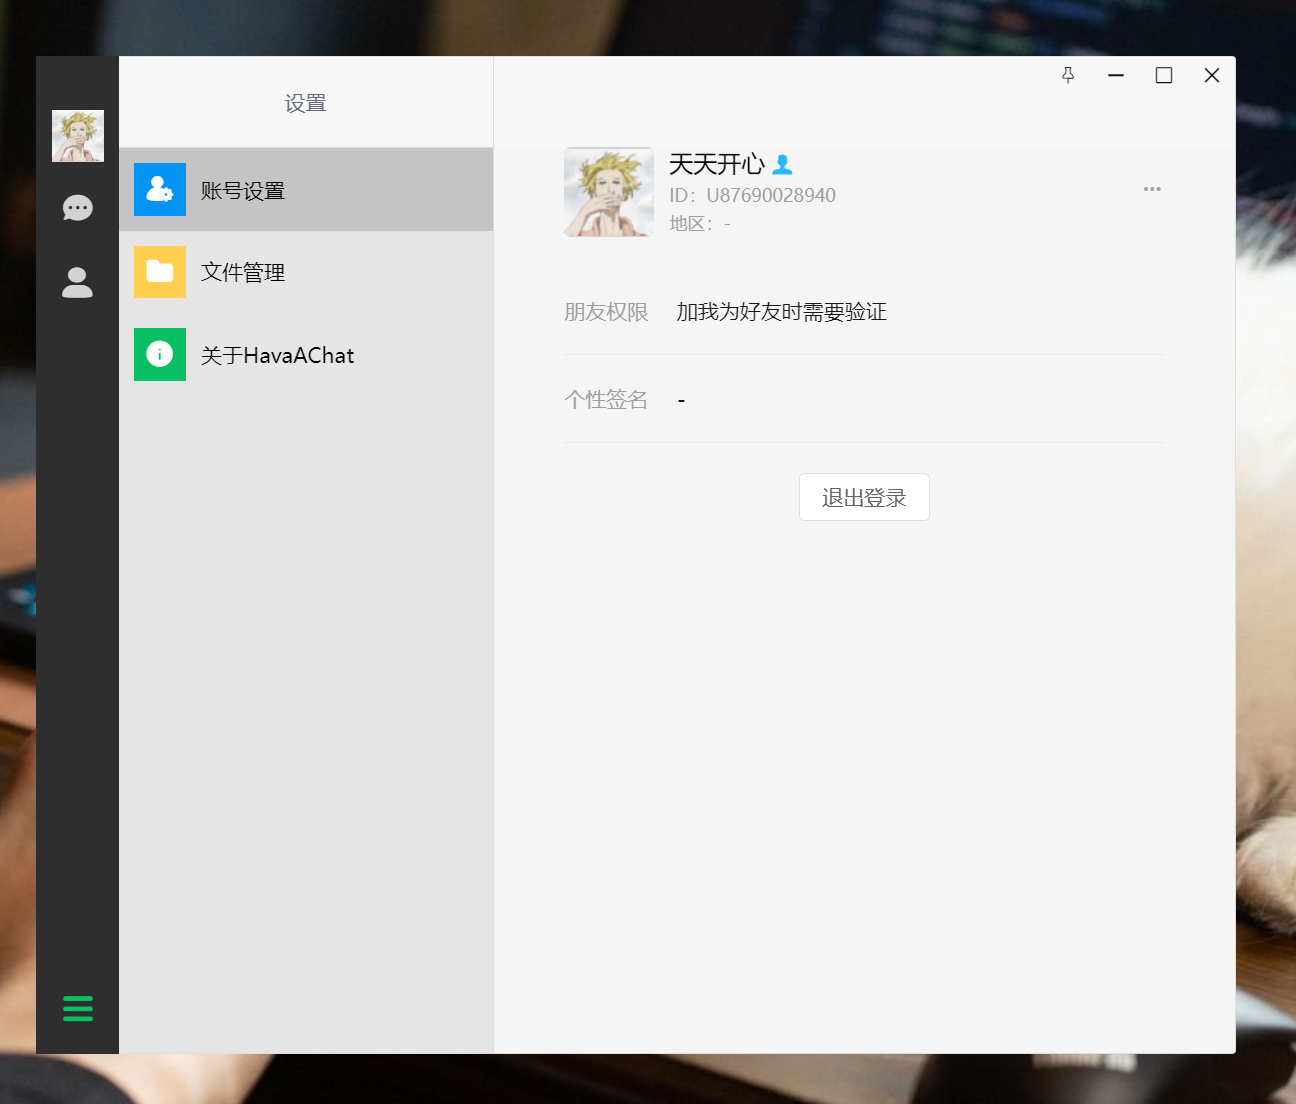 设置
账号设置
文件管理
关于HavaAChat
天天开心
ID：U87690028940
地区：-
朋友权限 加我为好友时需要验证
个性签名 -
退出登录